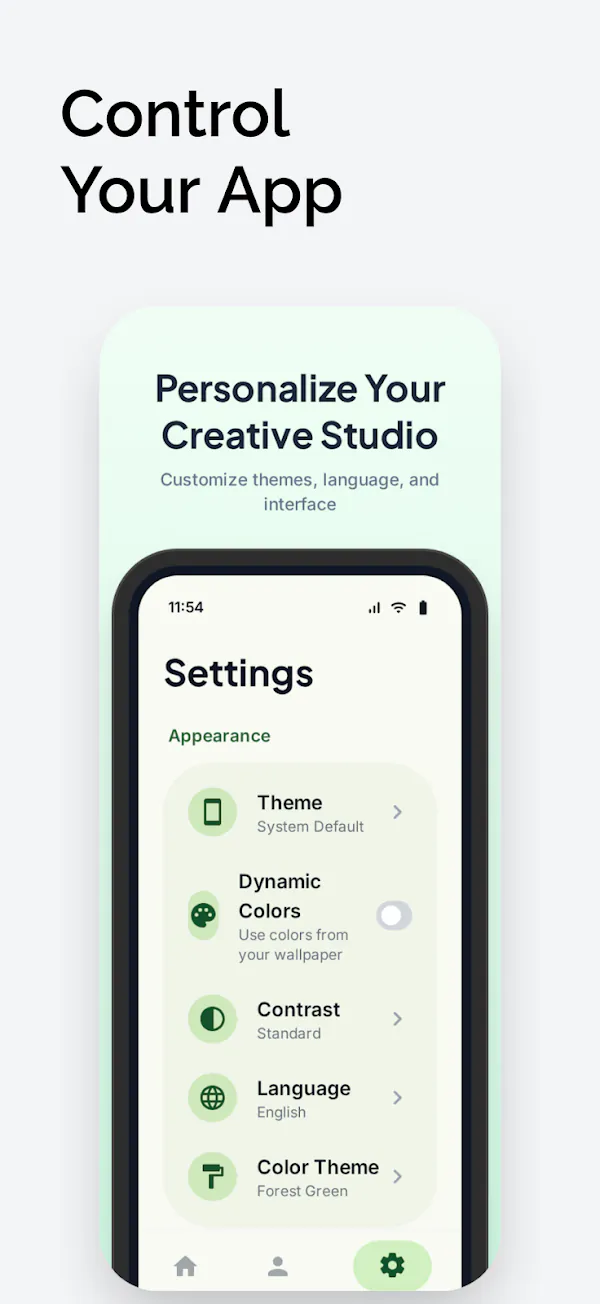 Control
Your App
Personalize Your
Creative Studio
Customize themes, language, and
interface
11:54
Settings
Appearance
Theme
System Default
Dynamic
Colors
Use colors from
your wallpaper
Contrast
Standard
Language
English
Color Theme
Forest Green